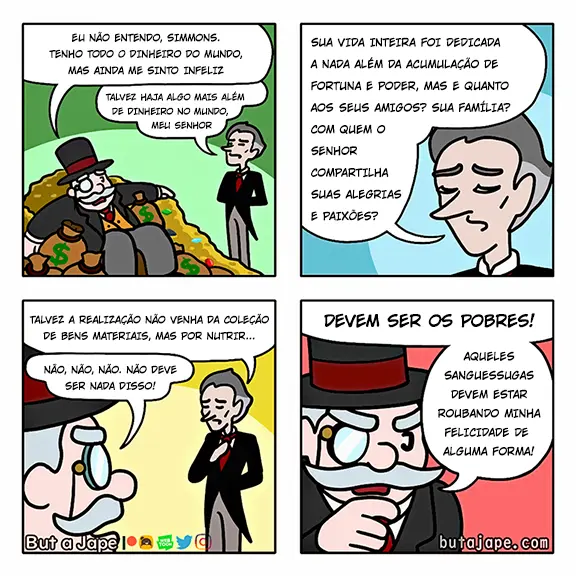 EU NÃO ENTENDO, SIMMONS.
TENHO TODO O DINHEIRO DO MUNDO,
MAS AINDA ME SINTO INFELIZ
TALVEZ HAJA ALGO MAIS ALÉM
DE DINHEIRO NO MUNDO,
MEU SENHOR
$
$
$
SUA VIDA INTEIRA FOI DEDICADA
A NADA ALÉM DA ACUMULAÇÃO DE
FORTUNA E PODER, MAS E QUANTO
AOS SEUS AMIGOS? SUA FAMÍLIA?
COM QUEM O
SENHOR
COMPARTILHA
SUAS ALEGRIAS
E PAIXÕES?
TALVEZ A REALIZAÇÃO NÃO VENHA DA COLEÇÃO
DE BENS MATERIAIS, MAS POR NUTRIR...
NÃO, NÃO, NÃO. NÃO DEVE
SER NADA DISSO!
But a Jape
WEB
TOON
DEVEM SER OS POBRES!
AQUELES
SANGUESSUGAS
DEVEM ESTAR
ROUBANDO MINHA
FELICIDADE DE
ALGUMA FORMA!
butajape.com